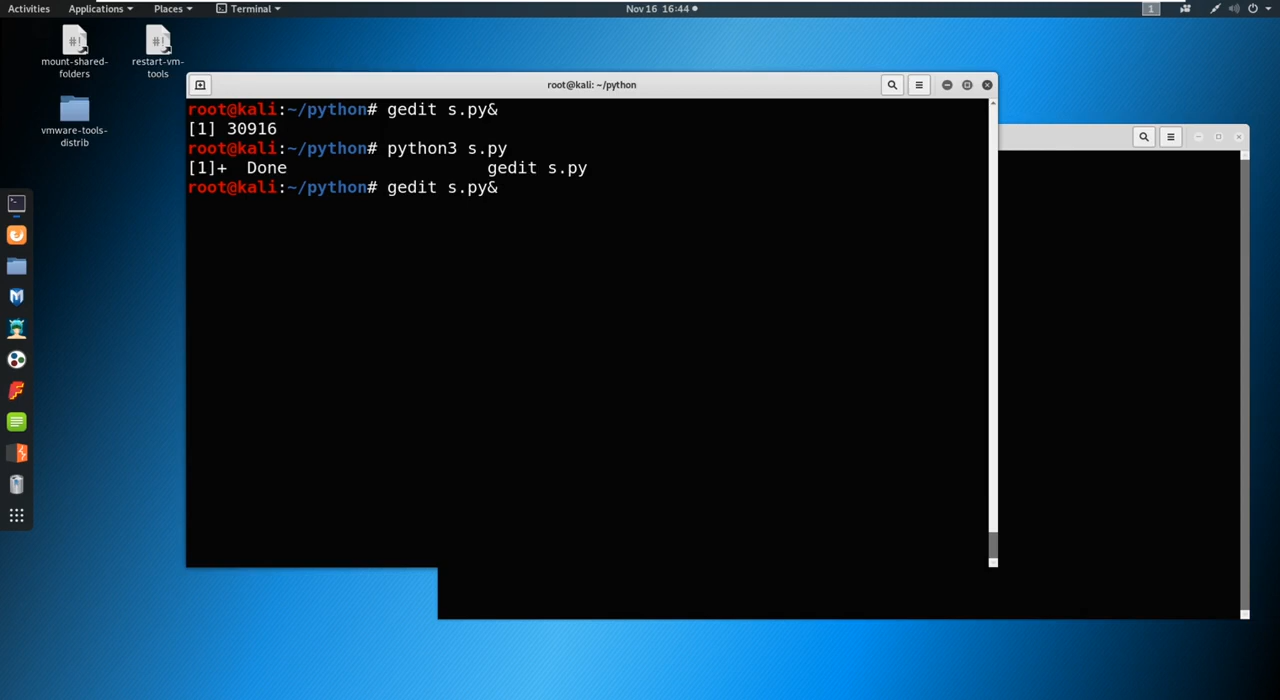 Activities Applications Places Terminal Nov 16 16:44 1
mount-shared-
folders
restart-vm-
tools
vmware-tools-
distrib
root@kali: ~/python
root@kali:~/python# gedit s.py&
[1] 30916
root@kali:~/python# python3 s.py
[1]+  Done                    gedit s.py
root@kali:~/python# gedit s.py&